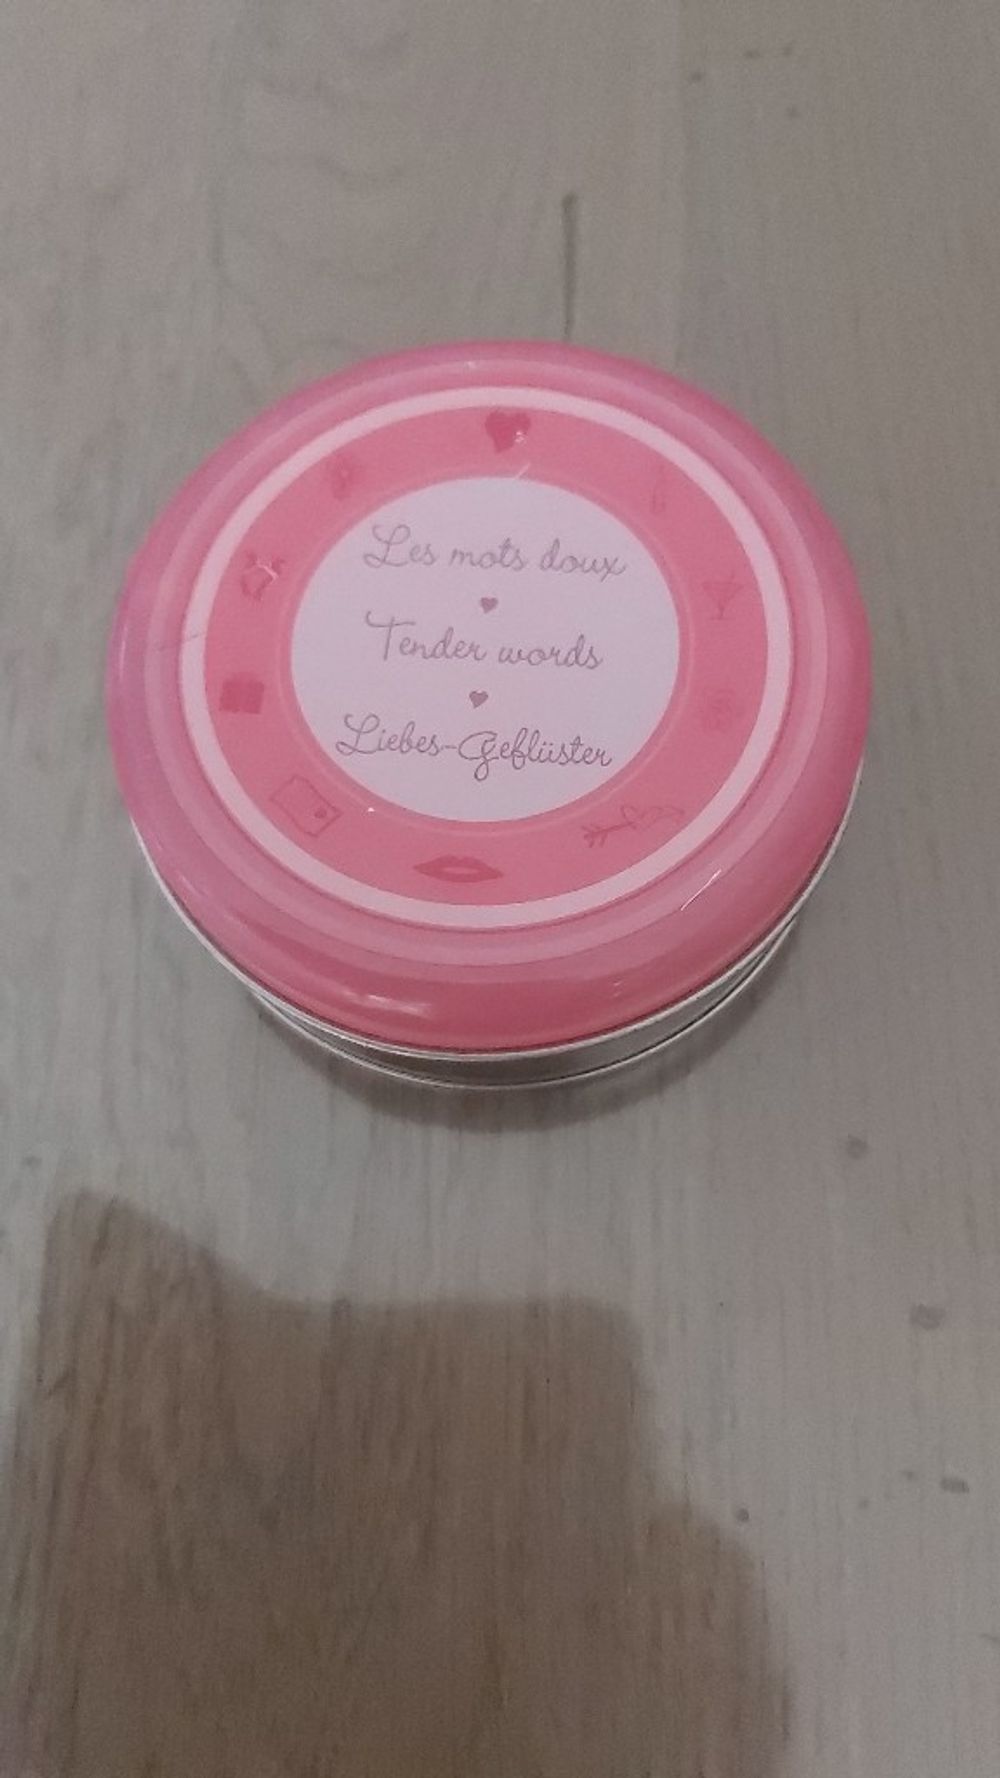 Les mots doux
Tender words
Liebes-Geflüster